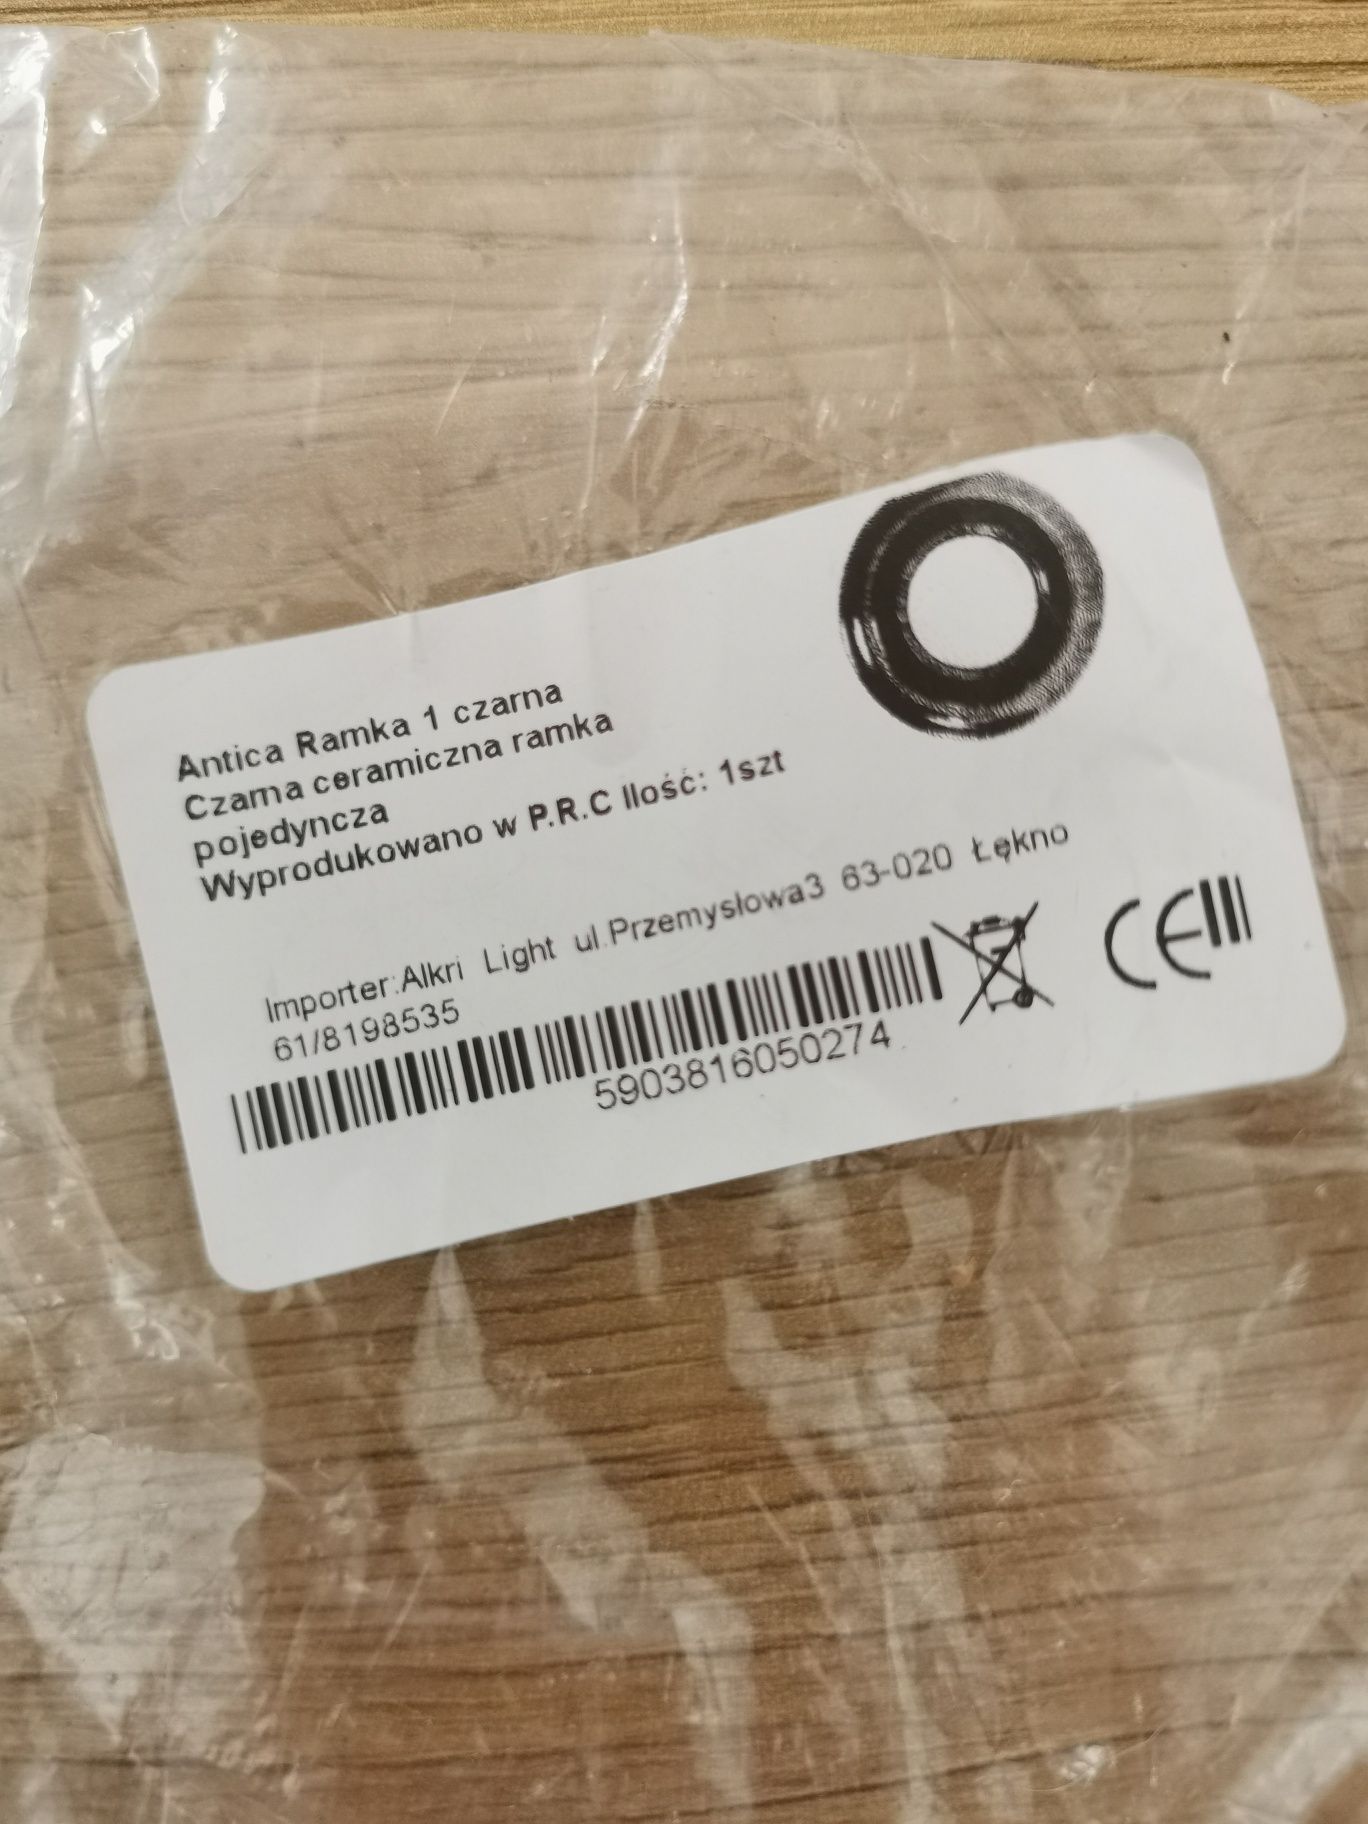 Antica Ramka 1 czarna
Czarna ceramiczna ramka
pojedyncza
Wyprodukowano w P.R.C Ilość: 1szt
Importer:Alkri Light ul.Przemysłowa3 63-020 Łękno
61/8198535
5903816050274
CE